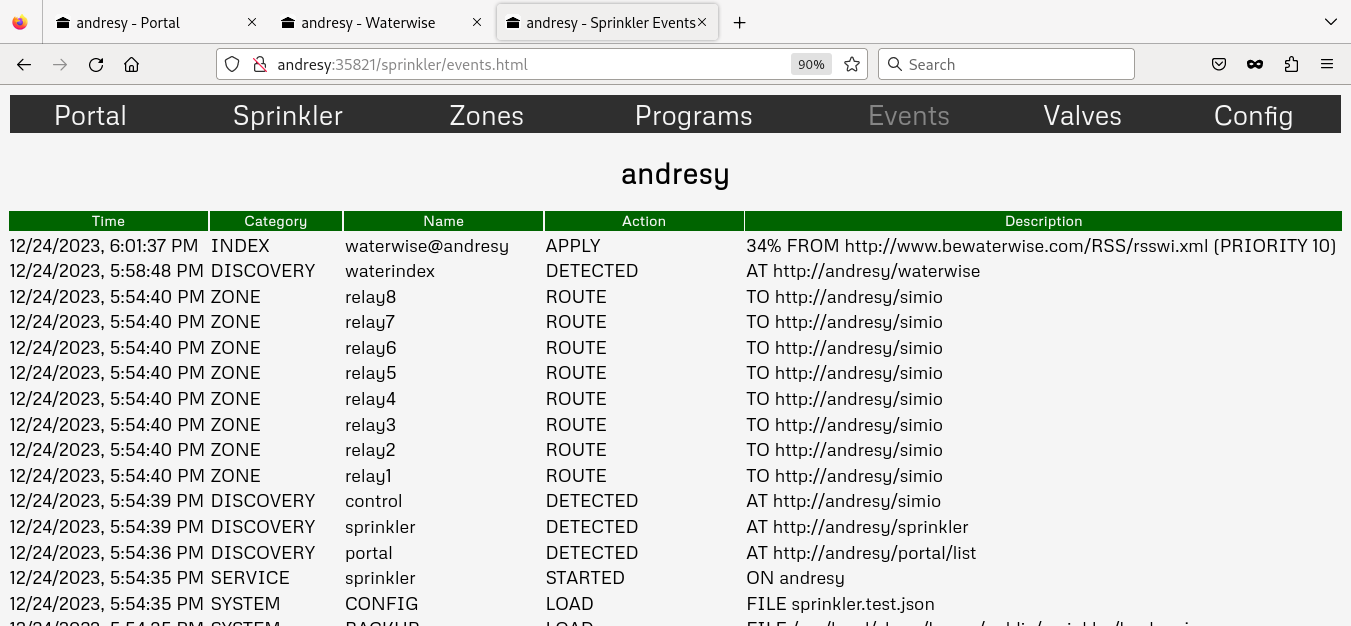 andresy - Portal
andresy - Waterwise
andresy - Sprinkler Events
andresy:35821/sprinkler/events.html 90% Search
Portal Sprinkler Zones Programs Events Valves Config
andresy
Time Category Name Action Description
12/24/2023, 6:01:37 PM INDEX waterwise@andresy APPLY 34% FROM http://www.bewaterwise.com/RSS/rsswi.xml (PRIORITY 10)
12/24/2023, 5:58:48 PM DISCOVERY waterindex DETECTED AT http://andresy/waterwise
12/24/2023, 5:54:40 PM ZONE relay8 ROUTE TO http://andresy/simio
12/24/2023, 5:54:40 PM ZONE relay7 ROUTE TO http://andresy/simio
12/24/2023, 5:54:40 PM ZONE relay6 ROUTE TO http://andresy/simio
12/24/2023, 5:54:40 PM ZONE relay5 ROUTE TO http://andresy/simio
12/24/2023, 5:54:40 PM ZONE relay4 ROUTE TO http://andresy/simio
12/24/2023, 5:54:40 PM ZONE relay3 ROUTE TO http://andresy/simio
12/24/2023, 5:54:40 PM ZONE relay2 ROUTE TO http://andresy/simio
12/24/2023, 5:54:40 PM ZONE relay1 ROUTE TO http://andresy/simio
12/24/2023, 5:54:39 PM DISCOVERY control DETECTED AT http://andresy/simio
12/24/2023, 5:54:39 PM DISCOVERY sprinkler DETECTED AT http://andresy/sprinkler
12/24/2023, 5:54:36 PM DISCOVERY portal DETECTED AT http://andresy/portal/list
12/24/2023, 5:54:35 PM SERVICE sprinkler STARTED ON andresy
12/24/2023, 5:54:35 PM SYSTEM CONFIG LOAD FILE sprinkler.test.json
12/24/2023, 5:54:35 PM SYSTEM BACKUP LOAD FILE